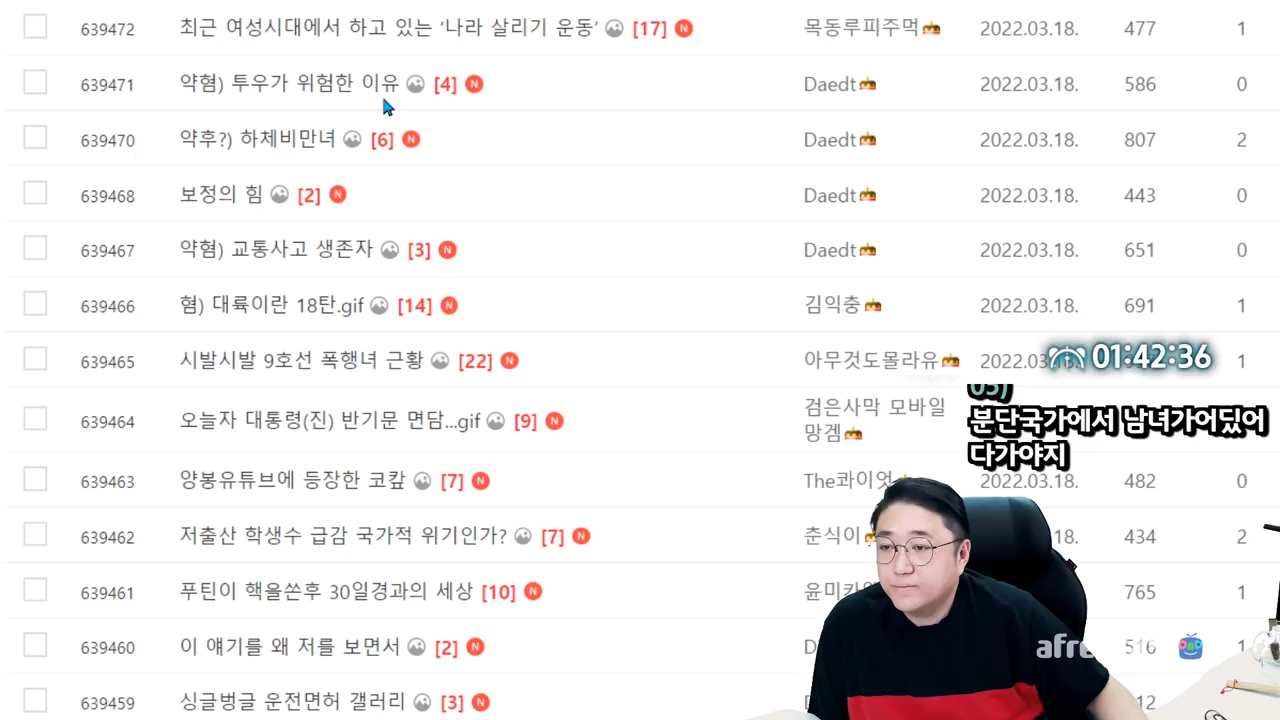 639472 최근 여성시대에서 하고 있는 ‘나라 살리기 운동’ [17] N 목동루피주먹 2022.03.18. 477 1
639471 약혐) 투우가 위험한 이유 [4] N Daedt 2022.03.18. 586 0
639470 약후?) 하체비만녀 [6] N Daedt 2022.03.18. 807 2
639468 보정의 힘 [2] N Daedt 2022.03.18. 443 0
639467 약혐) 교통사고 생존자 [3] N Daedt 2022.03.18. 651 0
639466 혐) 대륙이란 18탄.gif [14] N 김익충 2022.03.18. 691 1
639465 시발시발 9호선 폭행녀 근황 [22] N 아무것도몰라유 2022.03 1
01:42:36
639464 오늘자 대통령(진) 반기문 면담...gif [9] N 검은사막 모바일
망겜
분단국가에서 남녀가어딨어
다가야지
639463 양봉유튜브에 등장한 코캎 [7] N The콰이엇 2022.03.18. 482 0
639462 저출산 학생수 급감 국가적 위기인가? [7] N 춘식이 18. 434 2
639461 푸틴이 핵을쏜후 30일경과의 세상 [10] N 윤미카 765 1
639460 이 얘기를 왜 저를 보면서 [2] N D 516 1
afre
639459 싱글벙글 운전면허 갤러리 [3] N 12